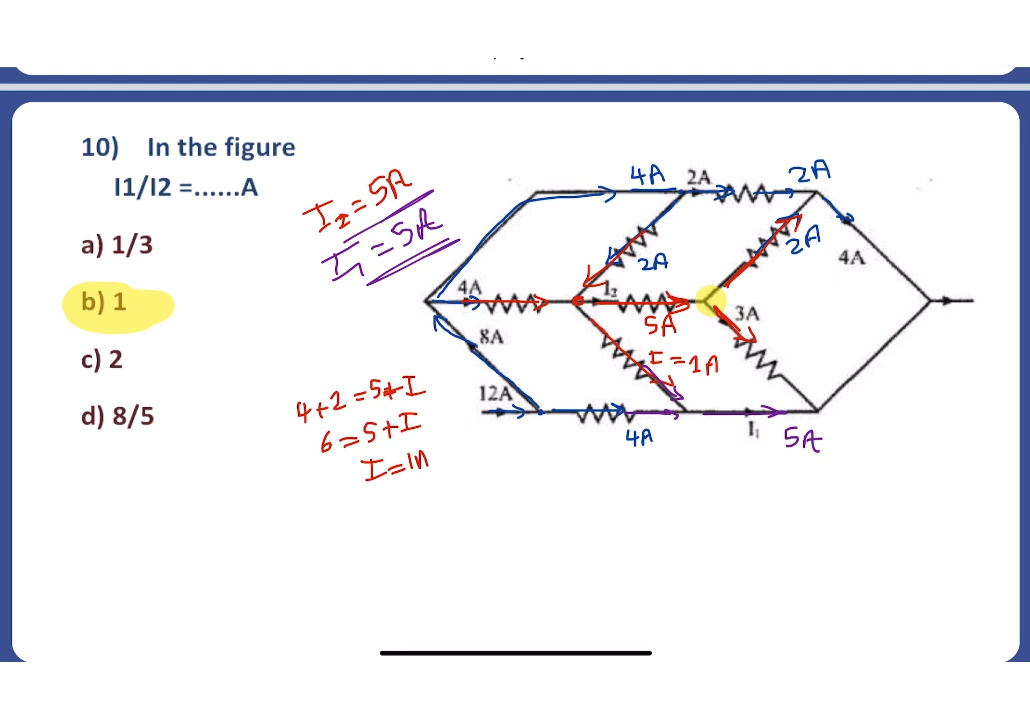 10) In the figure
I1/I2 =......A
a) 1/3
b) 1
c) 2
d) 8/5
I₂ = 5A
I₁ = 5A
4+2 = 5+I
6 = 5+I
I = 1A
4A 2A 2A
2A 2A 4A
4A I₂ 3A
5A
8A I = 1A
12A
4A I₁ 5A